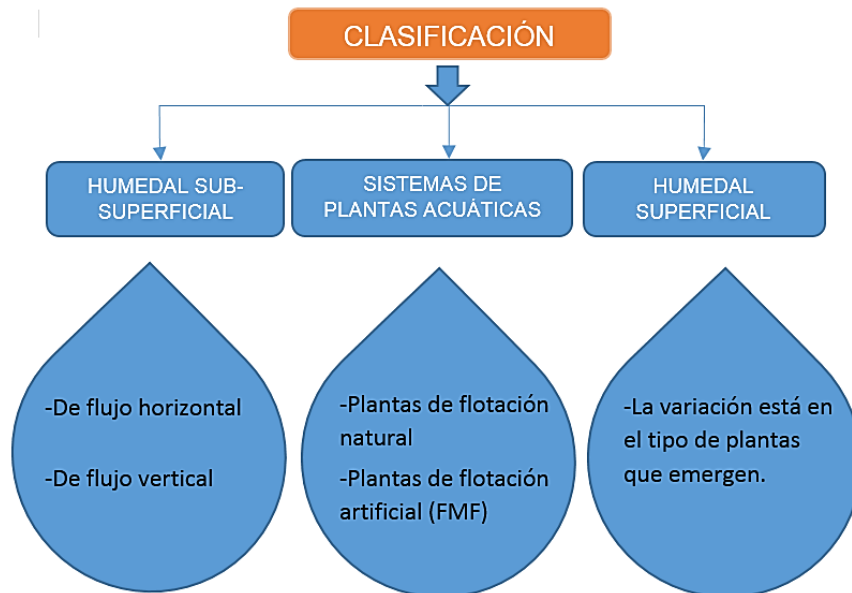 CLASIFICACIÓN
HUMEDAL SUB-
SUPERFICIAL
SISTEMAS DE
PLANTAS ACUÁTICAS
HUMEDAL
SUPERFICIAL
-De flujo horizontal
-De flujo vertical
-Plantas de flotación
natural
-Plantas de flotación
artificial (FMF)
-La variación está en
el tipo de plantas
que emergen.